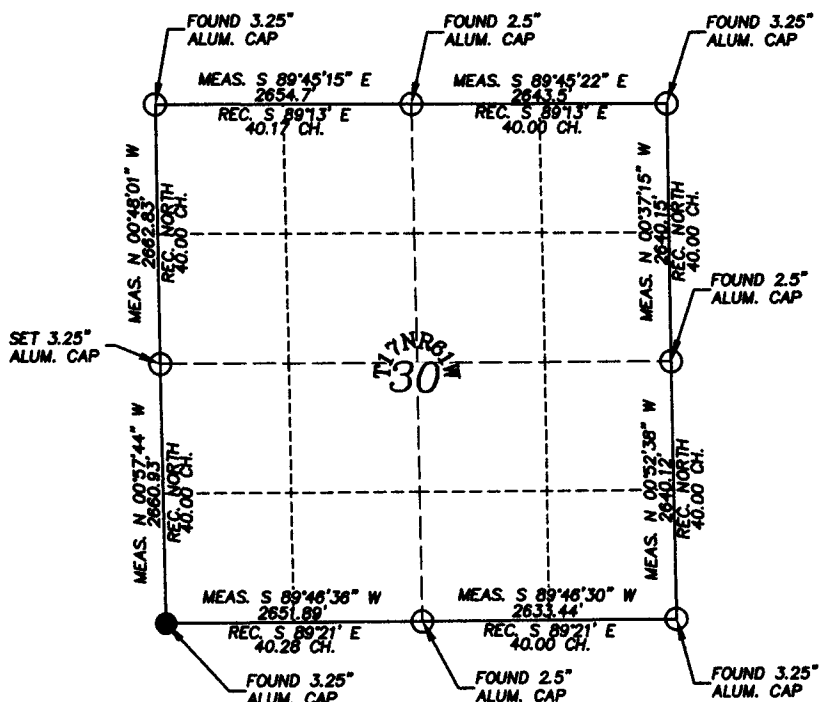 FOUND 3.25"
ALUM. CAP
FOUND 2.5"
ALUM. CAP
FOUND 3.25"
ALUM. CAP
MEAS. S 89°45'15" E
2654.7'
REC. S 89°13' E
40.17 CH.
MEAS. S 89°45'22" E
2643.5'
REC. S 89°13' E
40.00 CH.
MEAS. N 00°48'01" W
2662.83'
REC. NORTH
40.00 CH.
MEAS. N 00°37'15" W
2640.15'
REC. NORTH
40.00 CH.
FOUND 2.5"
ALUM. CAP
SET 3.25"
ALUM. CAP
T17NR61W
30
MEAS. N 00°57'44" W
2660.93'
REC. NORTH
40.00 CH.
MEAS. N 00°52'38" W
2640.12'
REC. NORTH
40.00 CH.
MEAS. S 89°46'36" W
2651.89'
REC. S 89°21' E
40.28 CH.
MEAS. S 89°46'30" W
2633.44'
REC. S 89°21' E
40.00 CH.
FOUND 3.25"
ALUM. CAP
FOUND 2.5"
ALUM. CAP
FOUND 3.25"
ALUM. CAP